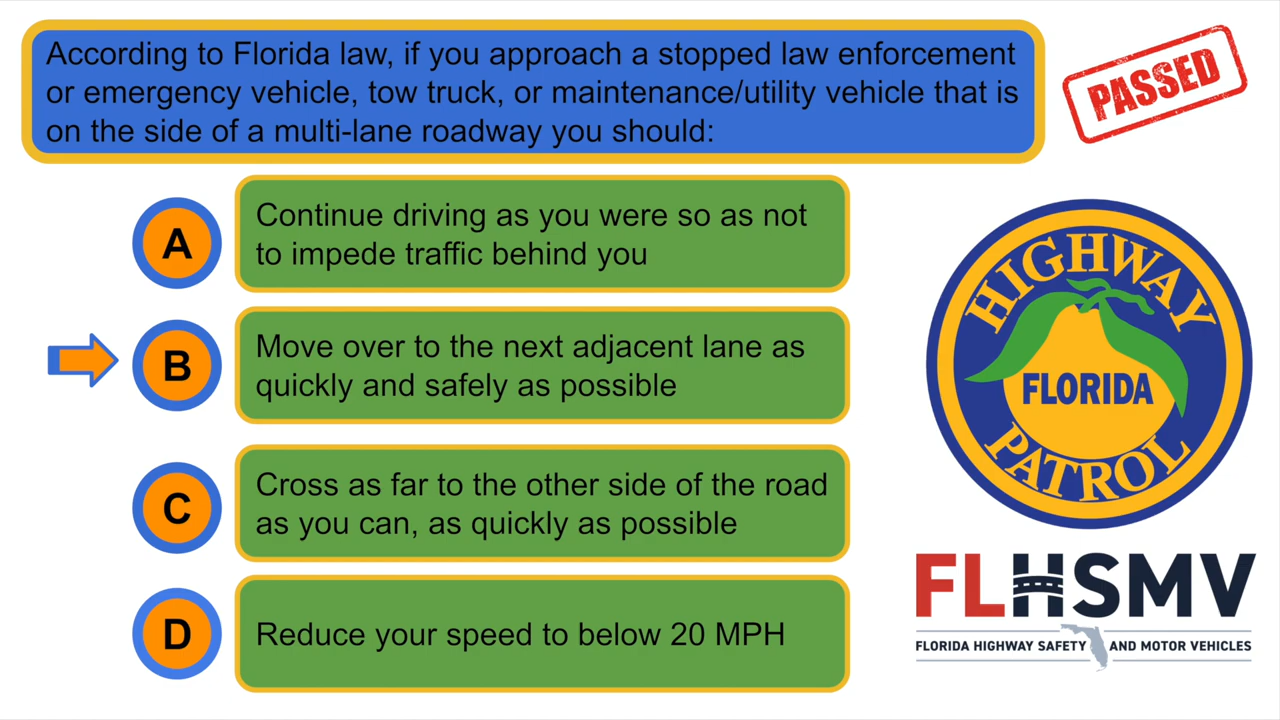 According to Florida law, if you approach a stopped law enforcement
or emergency vehicle, tow truck, or maintenance/utility vehicle that is
on the side of a multi-lane roadway you should:
PASSED
A
Continue driving as you were so as not
to impede traffic behind you
B
Move over to the next adjacent lane as
quickly and safely as possible
C
Cross as far to the other side of the road
as you can, as quickly as possible
D
Reduce your speed to below 20 MPH
HIGHWAY
FLORIDA
PATROL
FLHSMV
FLORIDA HIGHWAY SAFETY AND MOTOR VEHICLES